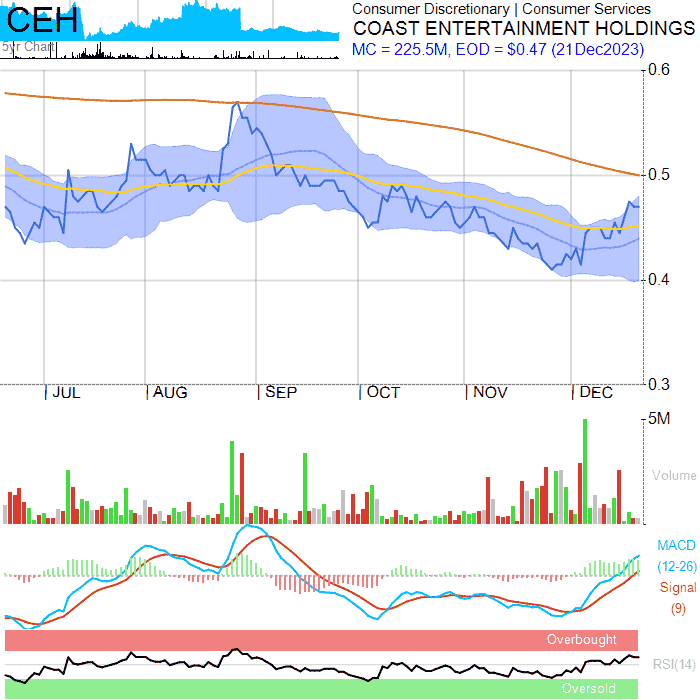 CEH
5yr Chart
Consumer Discretionary | Consumer Services
COAST ENTERTAINMENT HOLDINGS
MC = 225.5M, EOD = $0.47 (21Dec2023)
0.6
0.5
0.4
0.3
JUL AUG SEP OCT NOV DEC
5M
Volume
MACD
(12-26)
Signal
(9)
Overbought
RSI(14)
Oversold